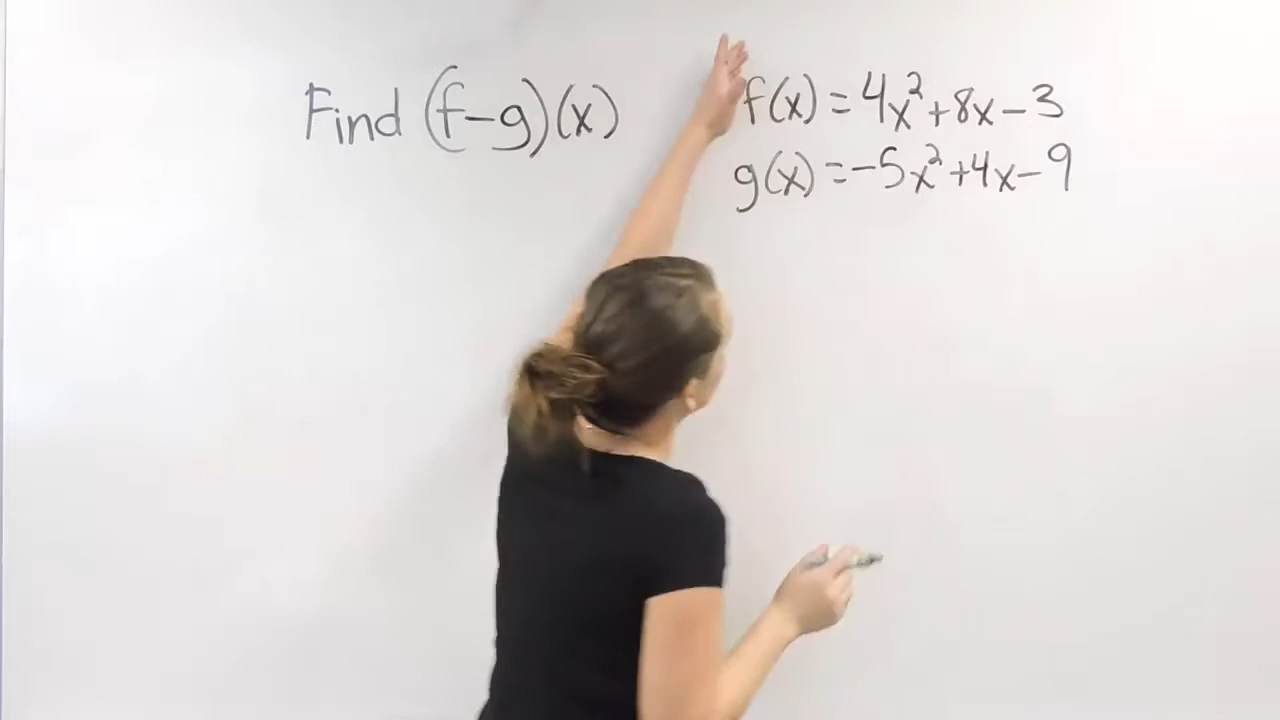 Find (f-g)(x)
f(x) = 4x²+8x-3
g(x) = -5x²+4x-9